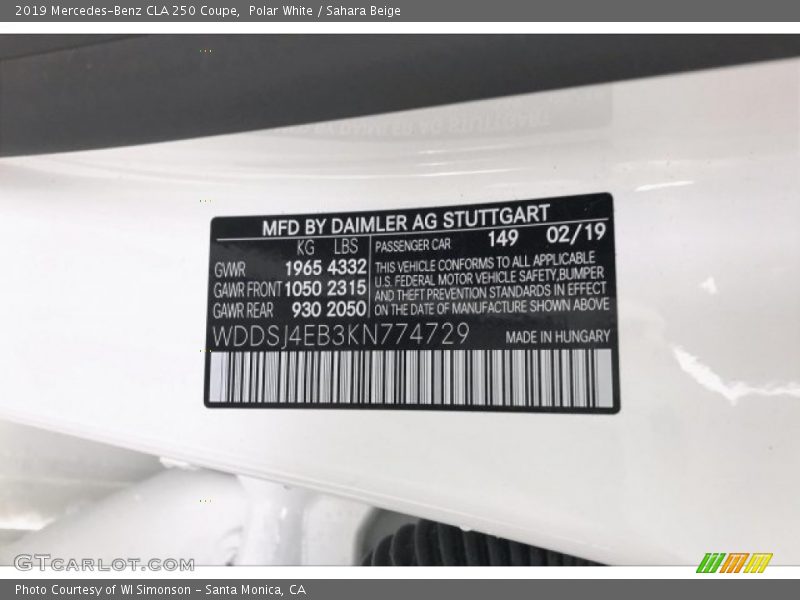 2019 Mercedes-Benz CLA 250 Coupe,  Polar White / Sahara Beige
MFD BY DAIMLER AG STUTTGART
KG LBS PASSENGER CAR 149 02/19
GVWR 1965 4332
GAWR FRONT 1050 2315
GAWR REAR 930 2050
THIS VEHICLE CONFORMS TO ALL APPLICABLE
U.S. FEDERAL MOTOR VEHICLE SAFETY,BUMPER
AND THEFT PREVENTION STANDARDS IN EFFECT
ON THE DATE OF MANUFACTURE SHOWN ABOVE
WDDSJ4EB3KN774729 MADE IN HUNGARY
GTCARLOT.COM
Photo Courtesy of WI Simonson - Santa Monica, CA